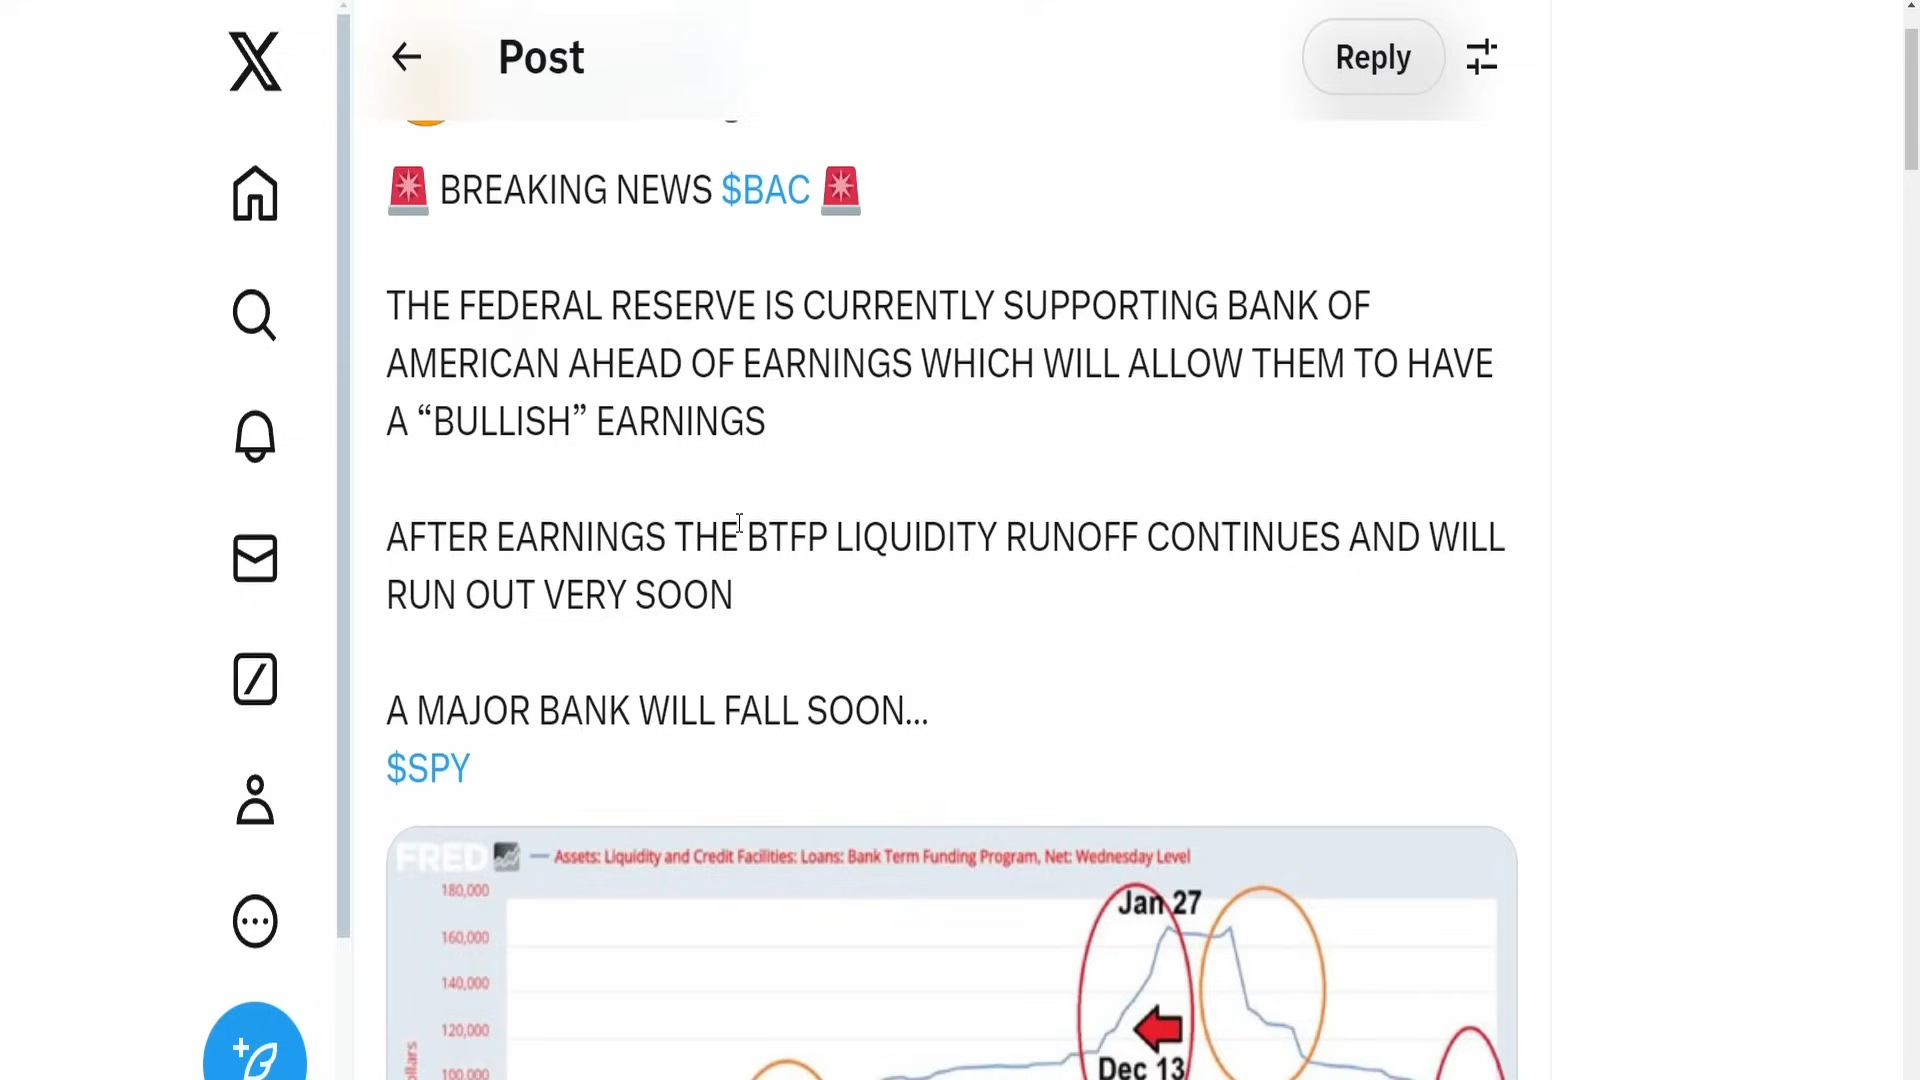 Post
Reply
BREAKING NEWS $BAC
THE FEDERAL RESERVE IS CURRENTLY SUPPORTING BANK OF
AMERICAN AHEAD OF EARNINGS WHICH WILL ALLOW THEM TO HAVE
A “BULLISH” EARNINGS
AFTER EARNINGS THE BTFP LIQUIDITY RUNOFF CONTINUES AND WILL
RUN OUT VERY SOON
A MAJOR BANK WILL FALL SOON...
$SPY
FRED
Assets: Liquidity and Credit Facilities: Loans: Bank Term Funding Program, Net: Wednesday Level
180,000
Jan 27
160,000
140,000
120,000
Dec 13
100,000